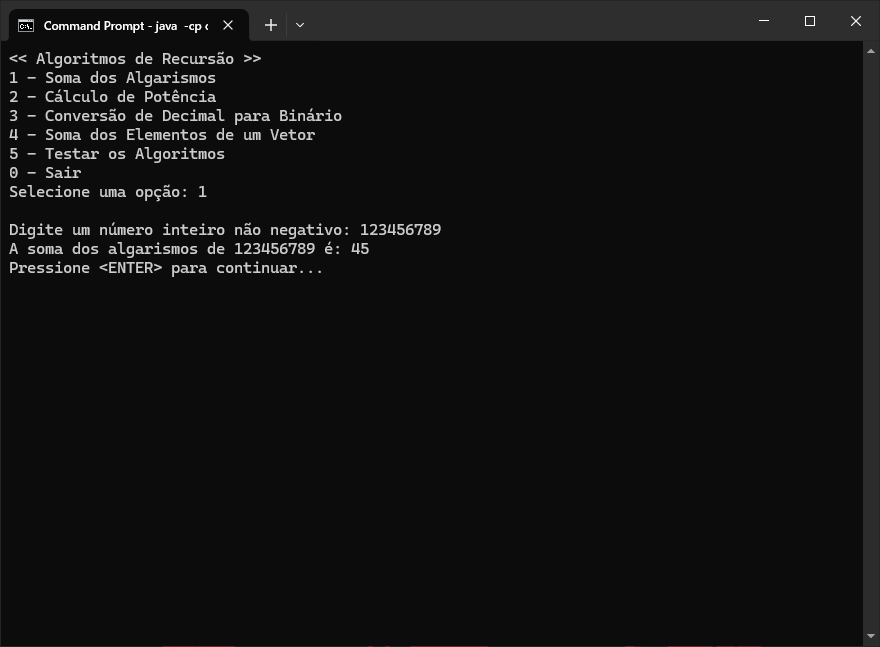 Command Prompt - java -cp c
<< Algoritmos de Recursão >>
1 - Soma dos Algarismos
2 - Cálculo de Potência
3 - Conversão de Decimal para Binário
4 - Soma dos Elementos de um Vetor
5 - Testar os Algoritmos
0 - Sair
Selecione uma opção: 1
Digite um número inteiro não negativo: 123456789
A soma dos algarismos de 123456789 é: 45
Pressione <ENTER> para continuar...